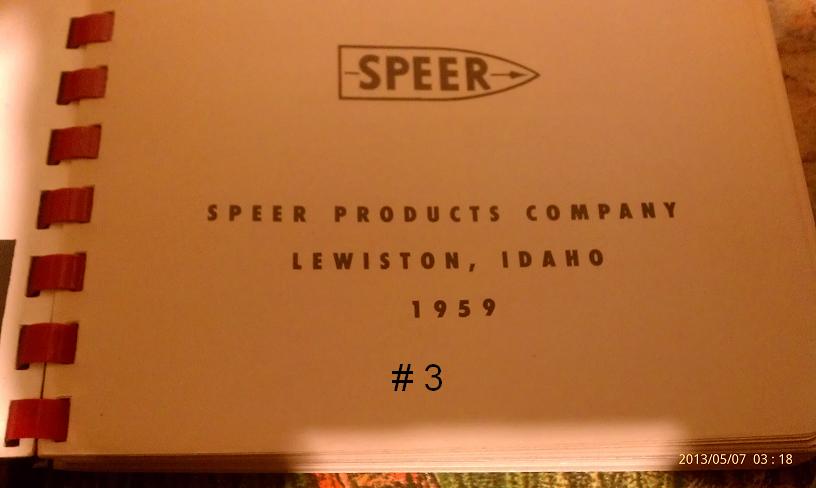 SPEER
SPEER PRODUCTS COMPANY
LEWISTON, IDAHO
1959
# 3
2013/05/07 03:18